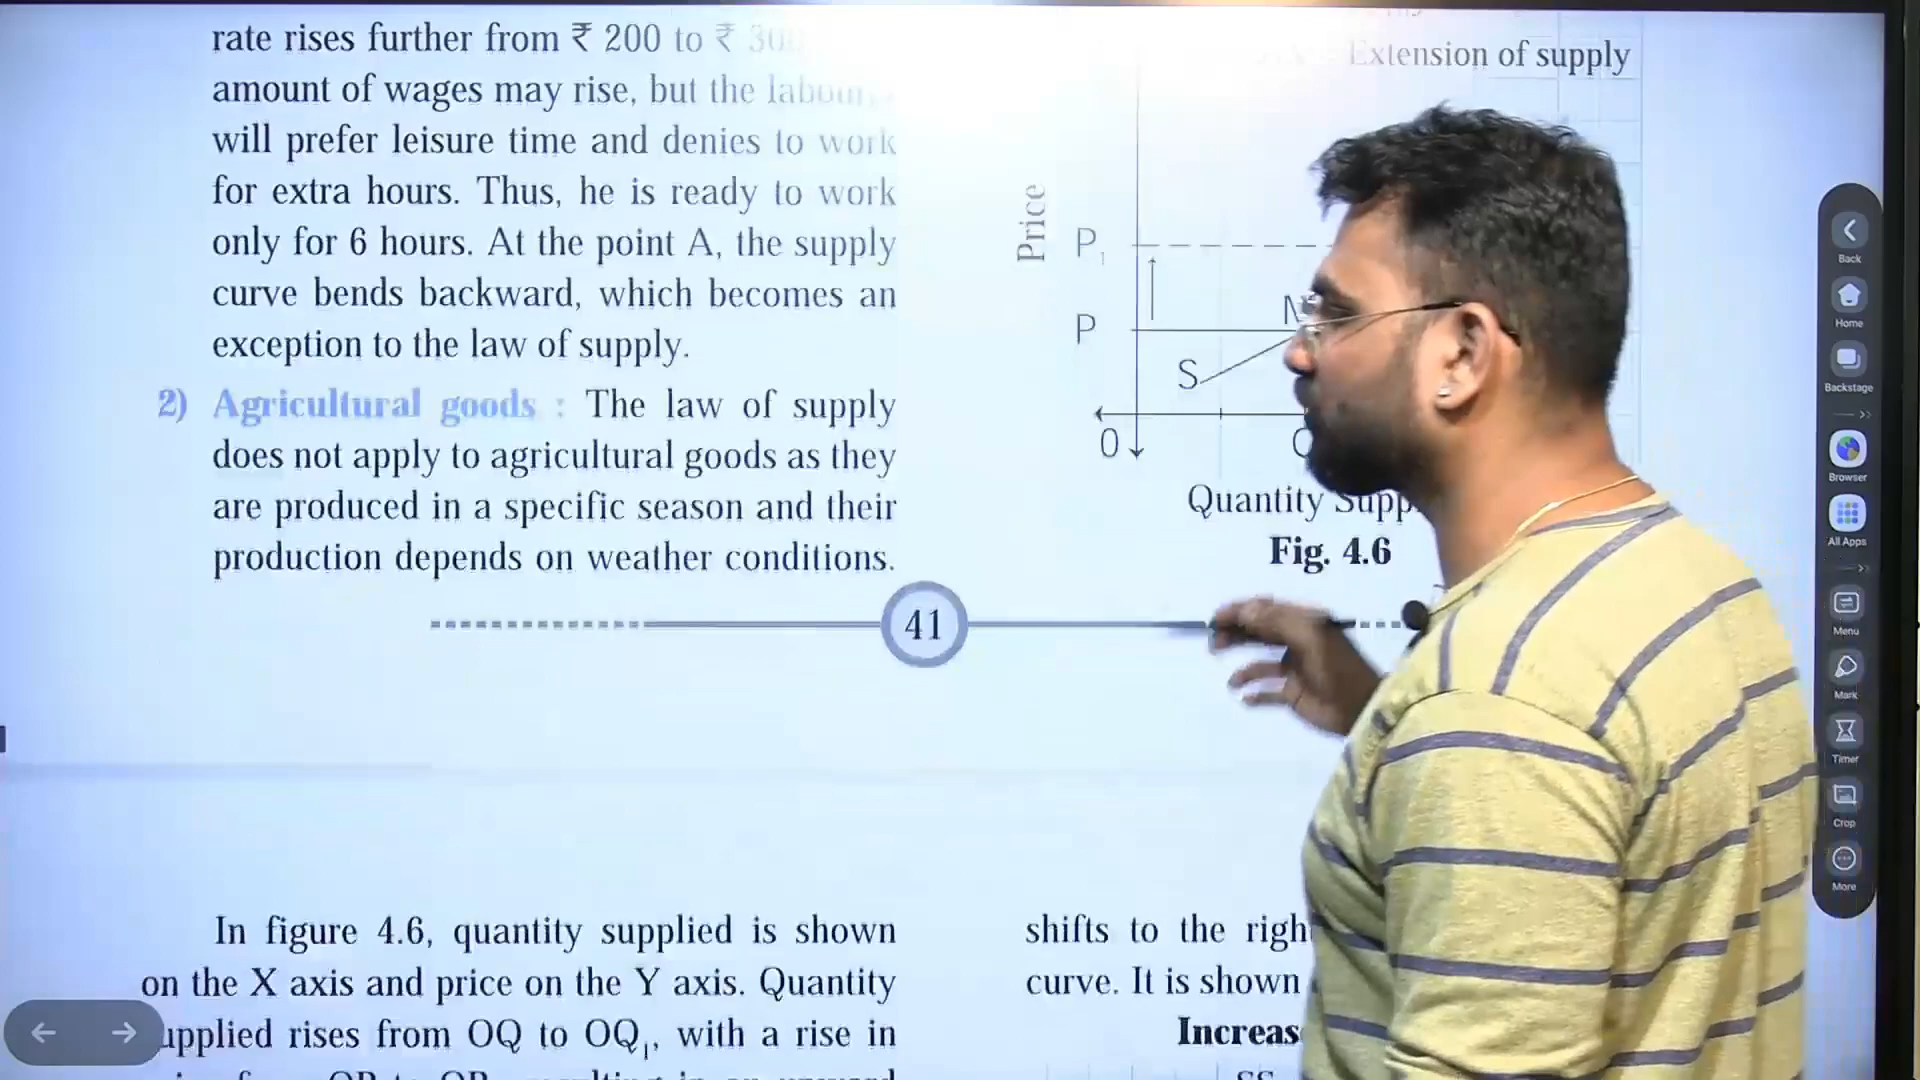 rate rises further from ₹ 200 to ₹ 30
amount of wages may rise, but the labour
will prefer leisure time and denies to work
for extra hours. Thus, he is ready to work
only for 6 hours. At the point A, the supply
curve bends backward, which becomes an
exception to the law of supply.
2) Agricultural goods : The law of supply
does not apply to agricultural goods as they
are produced in a specific season and their
production depends on weather conditions.
Extension of supply
Price
P₁
P
S
O
Quantity Supp
Fig. 4.6
41
In figure 4.6, quantity supplied is shown
on the X axis and price on the Y axis. Quantity
upplied rises from OQ to OQ₁, with a rise in
shifts to the righ
curve. It is shown
Increas
Back
Home
Backstage
Browser
All Apps
Menu
Mark
Timer
Crop
More